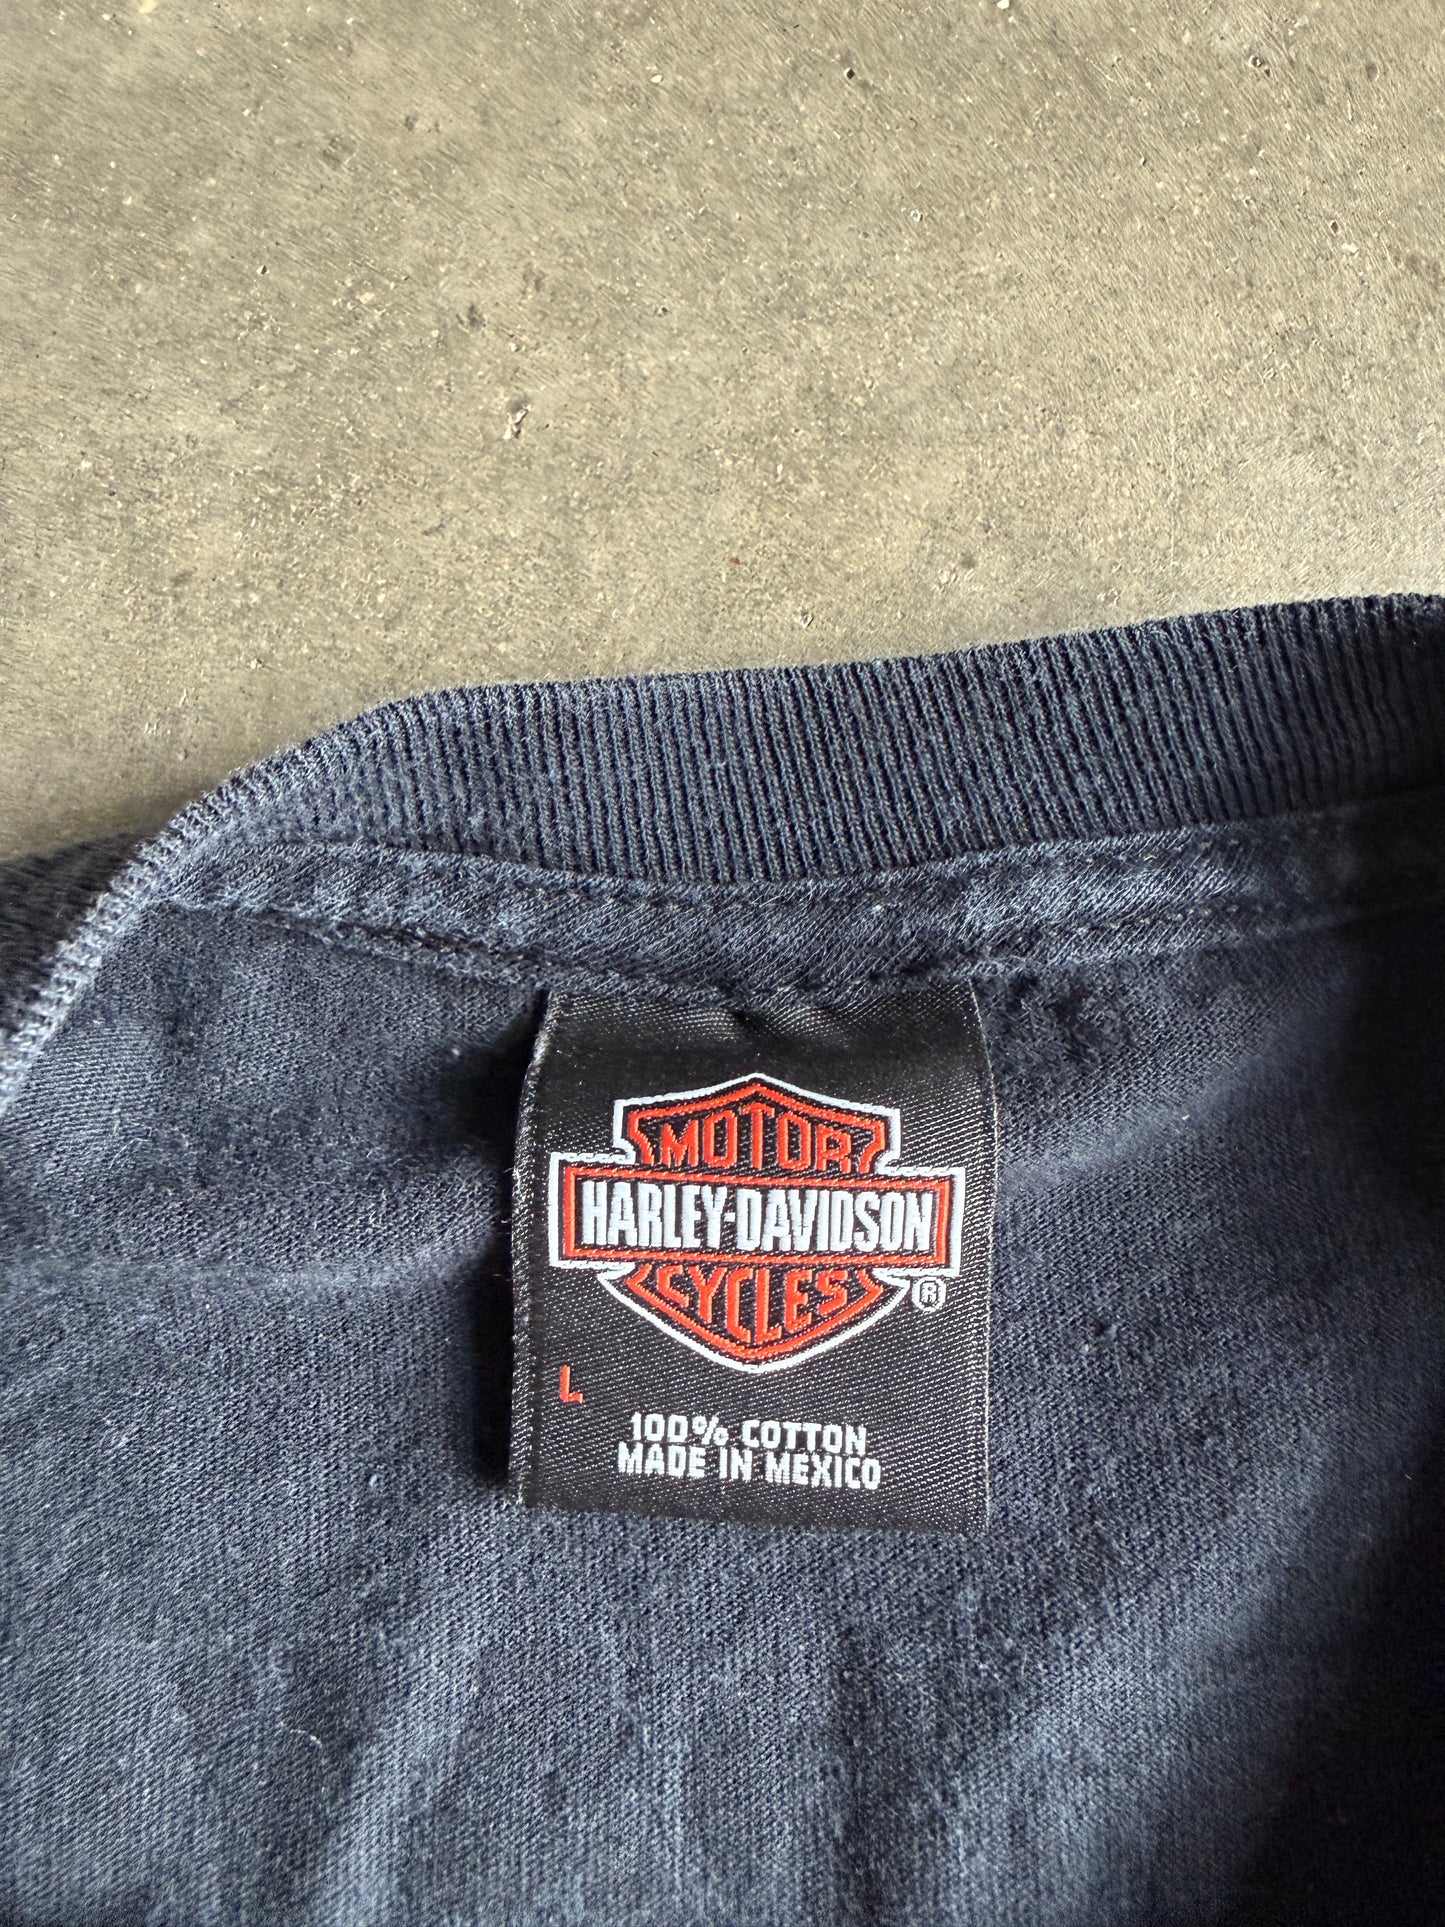 MOTOR
HARLEY-DAVIDSON
CYCLES
®
L
100% COTTON
MADE IN MEXICO